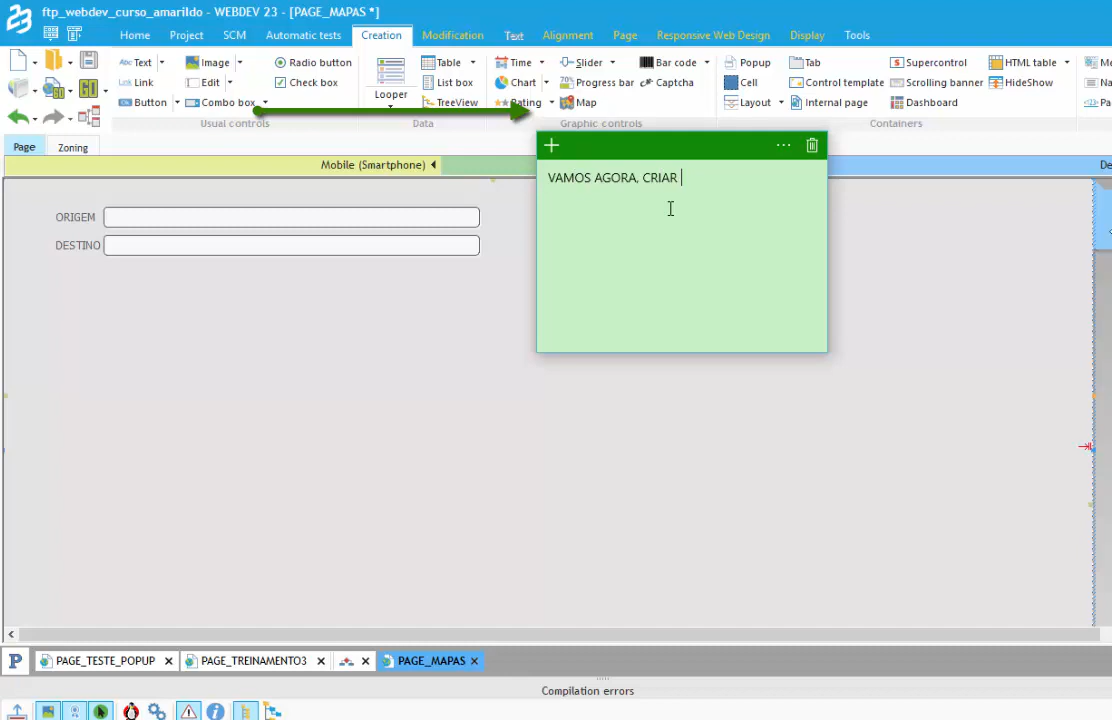 ftp_webdev_curso_amarildo - WEBDEV 23 - [PAGE_MAPAS *]
Home Project SCM Automatic tests Creation Modification Text Alignment Page Responsive Web Design Display Tools
Text Image Radio button Looper Table Time Slider Bar code Popup Tab Supercontrol HTML table
Link Edit Check box List box Chart Progress bar Captcha Cell Control template Scrolling banner HideShow
Button Combo box TreeView Rating Map Layout Internal page Dashboard
Usual controls Data Graphic controls Containers
Page Zoning
Mobile (Smartphone)
VAMOS AGORA, CRIAR
ORIGEM
DESTINO
PAGE_TESTE_POPUP PAGE_TREINAMENTO3 PAGE_MAPAS
Compilation errors